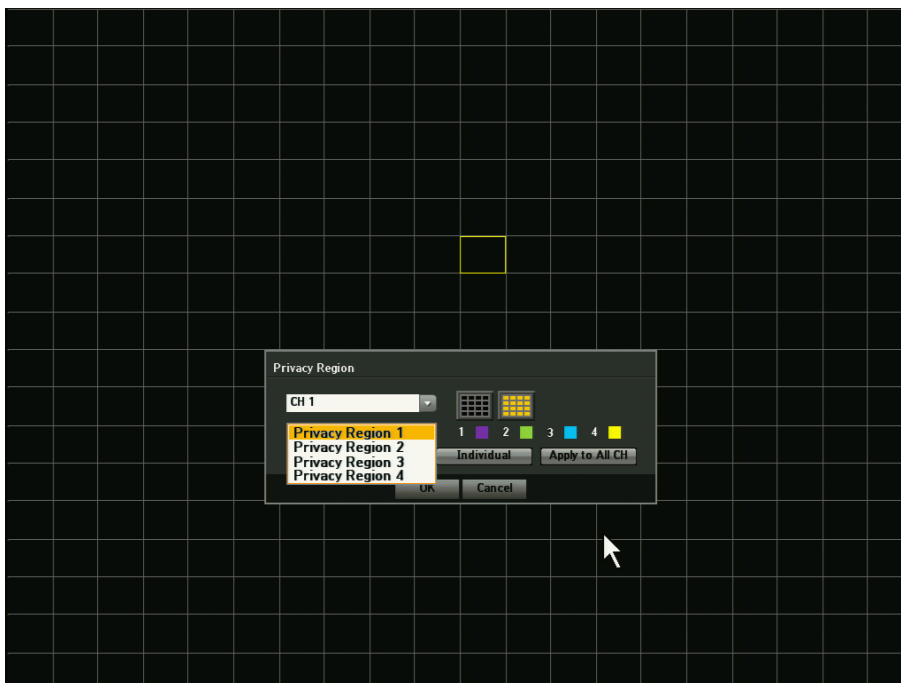 Privacy Region
CH 1
Privacy Region 1
Privacy Region 2
Privacy Region 3
Privacy Region 4
1 2 3 4
Individual Apply to All CH
OK Cancel